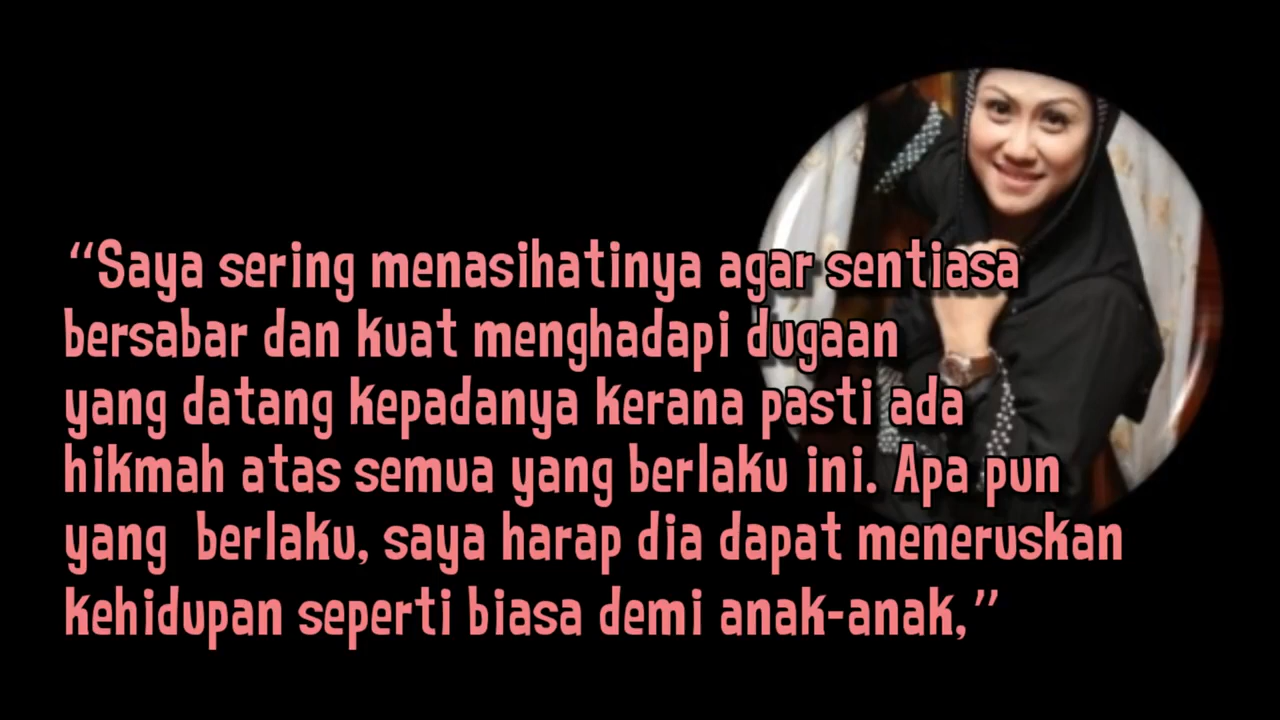 “Saya sering menasihatinya agar sentiasa
bersabar dan kuat menghadapi dugaan
yang datang kepadanya kerana pasti ada
hikmah atas semua yang berlaku ini. Apa pun
yang  berlaku, saya harap dia dapat meneruskan
kehidupan seperti biasa demi anak-anak,”